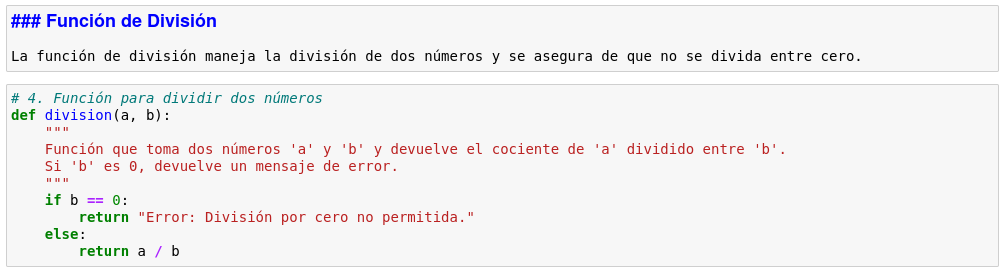 ### Función de División
La función de división maneja la división de dos números y se asegura de que no se divida entre cero.
# 4. Función para dividir dos números
def division(a, b):
    """
    Función que toma dos números 'a' y 'b' y devuelve el cociente de 'a' dividido entre 'b'.
    Si 'b' es 0, devuelve un mensaje de error.
    """
    if b == 0:
        return "Error: División por cero no permitida."
    else:
        return a / b